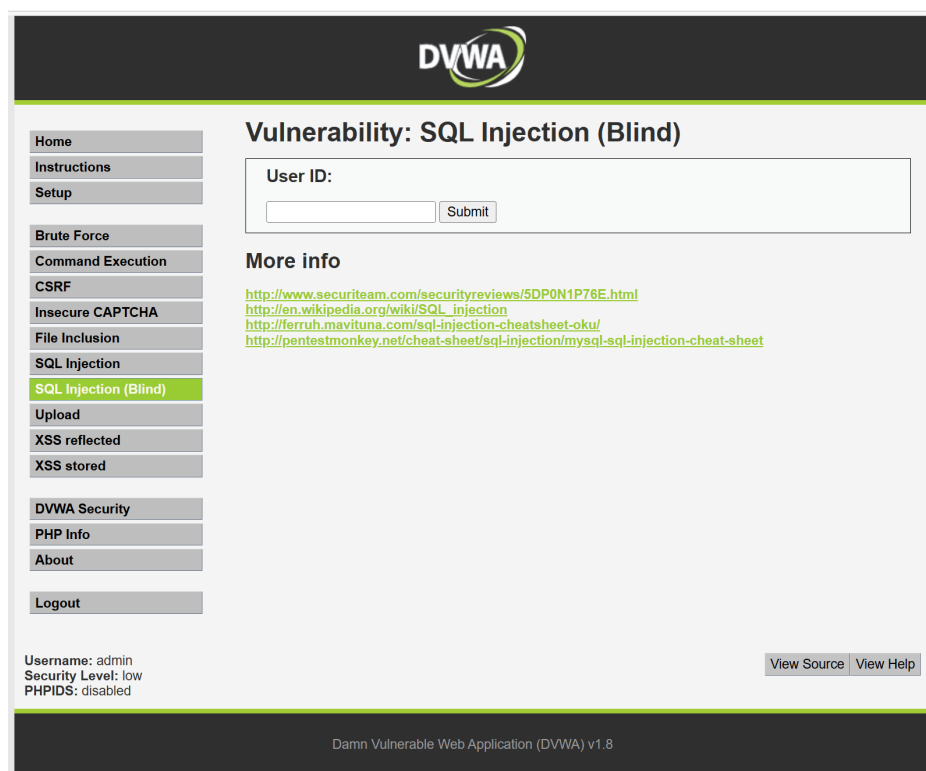 DVWA
Home
Instructions
Setup
Brute Force
Command Execution
CSRF
Insecure CAPTCHA
File Inclusion
SQL Injection
SQL Injection (Blind)
Upload
XSS reflected
XSS stored
DVWA Security
PHP Info
About
Logout
Vulnerability: SQL Injection (Blind)
User ID:
Submit
More info
http://www.securiteam.com/securityreviews/5DP0N1P76E.html
http://en.wikipedia.org/wiki/SQL_injection
http://ferruh.mavituna.com/sql-injection-cheatsheet-oku/
http://pentestmonkey.net/cheat-sheet/sql-injection/mysql-sql-injection-cheat-sheet
Username: admin
Security Level: low
PHPIDS: disabled
View Source View Help
Damn Vulnerable Web Application (DVWA) v1.8